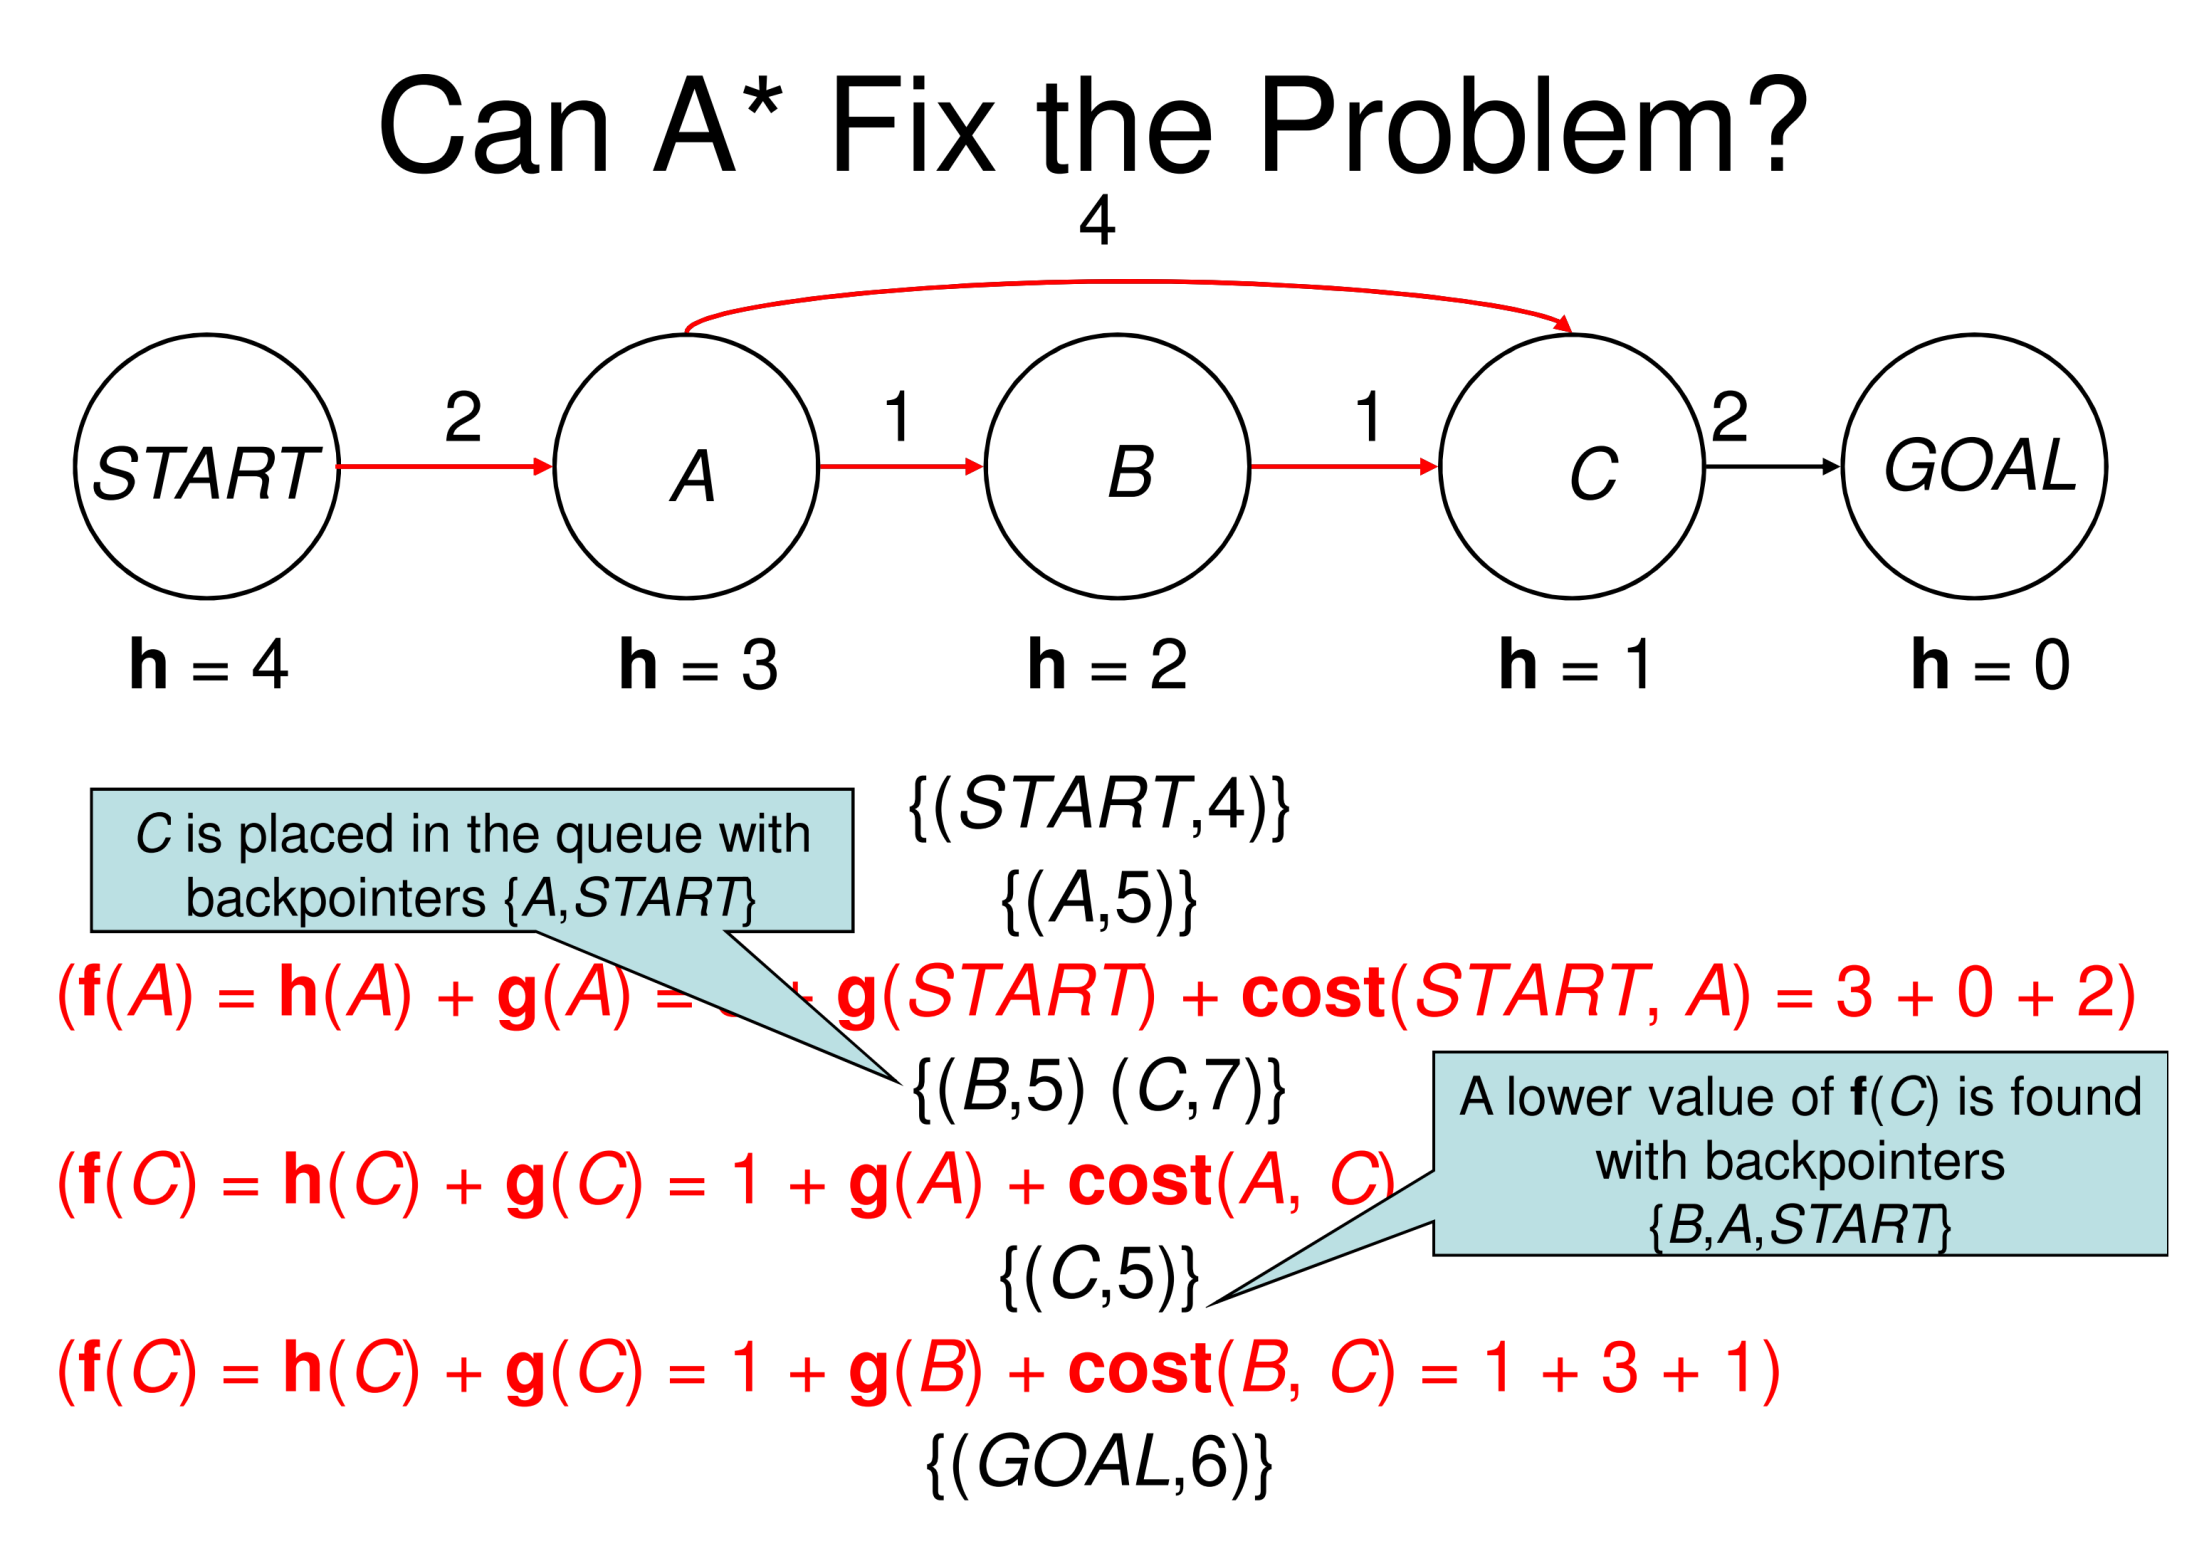 Can A* Fix the Problem?
4
2 1 1 2
START A B C GOAL
h = 4 h = 3 h = 2 h = 1 h = 0
{(START,4)}
C is placed in the queue with
backpointers {A,START}
{(A,5)}
(f(A) = h(A) + g(A) = + g(START) + cost(START, A) = 3 + 0 + 2)
{(B,5) (C,7)}
A lower value of f(C) is found
with backpointers
{B,A,START}
(f(C) = h(C) + g(C) = 1 + g(A) + cost(A, C)
{(C,5)}
(f(C) = h(C) + g(C) = 1 + g(B) + cost(B, C) = 1 + 3 + 1)
{(GOAL,6)}